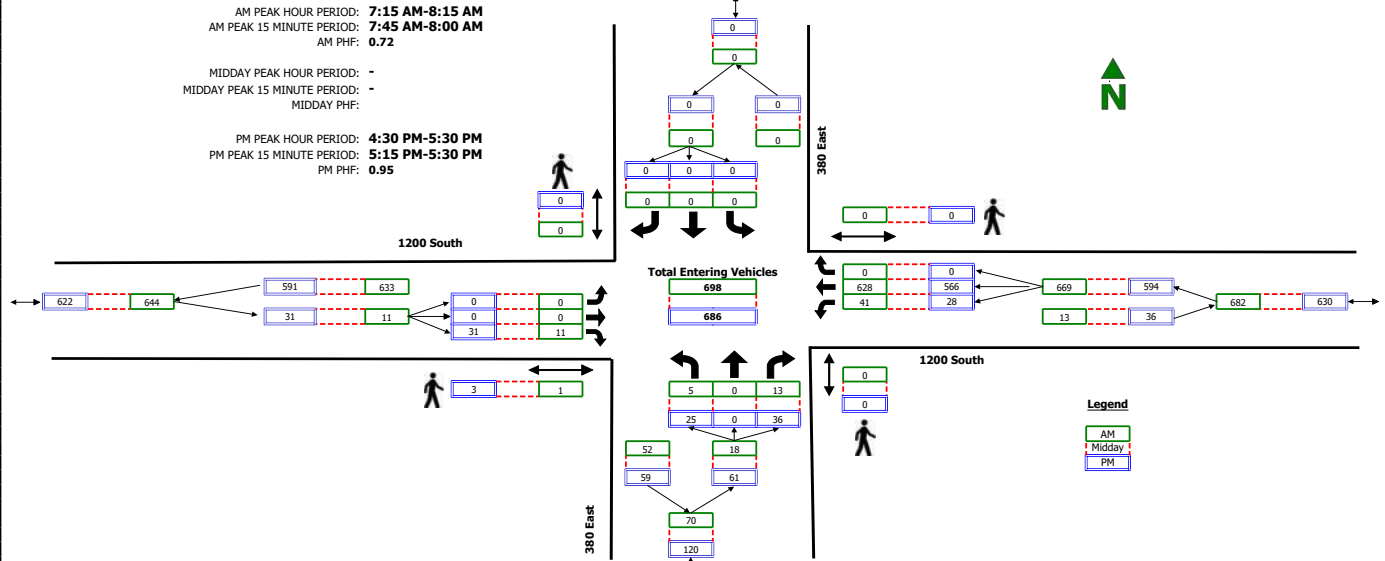 AM PEAK HOUR PERIOD: 7:15 AM-8:15 AM
AM PEAK 15 MINUTE PERIOD: 7:45 AM-8:00 AM
AM PHF: 0.72
MIDDAY PEAK HOUR PERIOD: -
MIDDAY PEAK 15 MINUTE PERIOD: -
MIDDAY PHF:
PM PEAK HOUR PERIOD: 4:30 PM-5:30 PM
PM PEAK 15 MINUTE PERIOD: 5:15 PM-5:30 PM
PM PHF: 0.95
0
0
0 0
0 0
0 0 0
0 0 0
380 East
N
0
0
1200 South
0 0
Total Entering Vehicles
698
686
591 633
622 644
31 11
0 0
0 0
31 11
0 0
628 566
41 28
669 594
13 36
682 630
3 1
5 0 13
25 0 36
52 18
59 61
70
120
380 East
1200 South
0
0
Legend
AM
Midday
PM